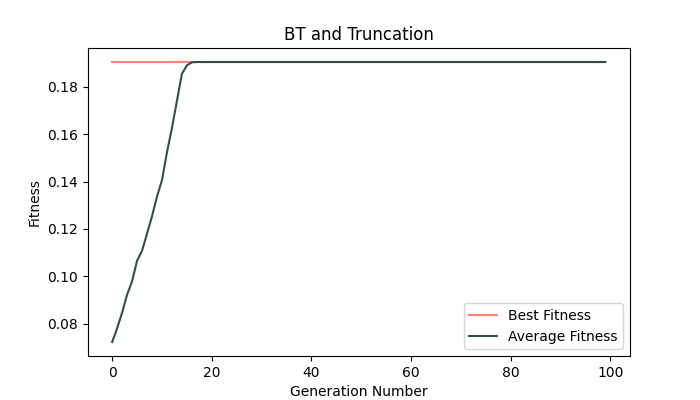 BT and Truncation
Fitness
0.18
0.16
0.14
0.12
0.10
0.08
0 20 40 60 80 100
Generation Number
Best Fitness
Average Fitness